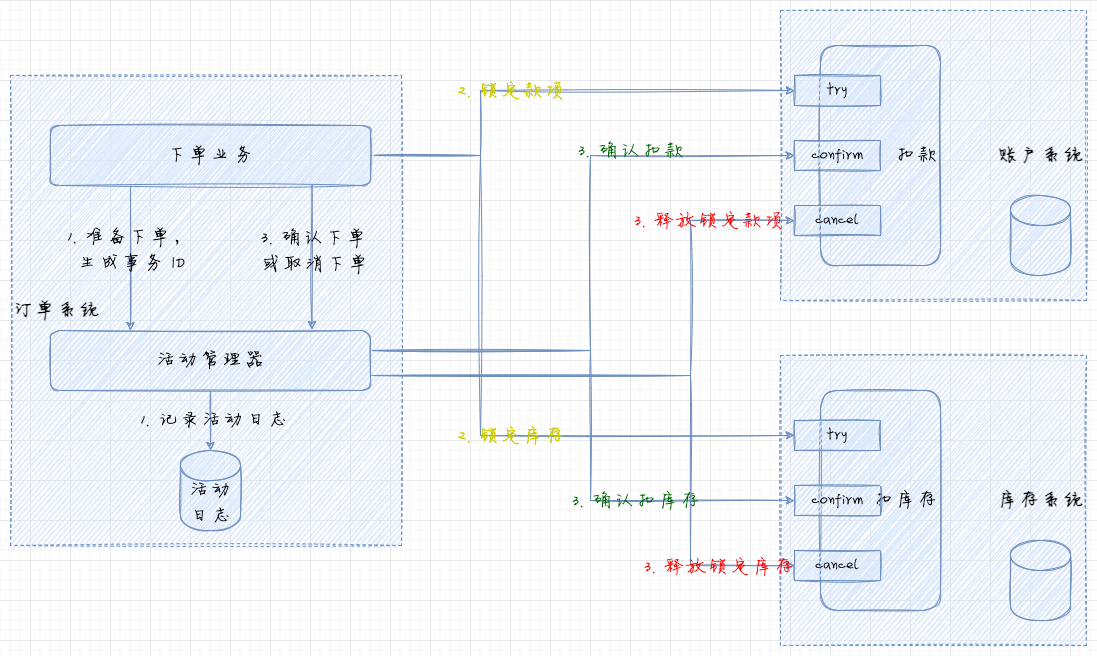 下单业务
1. 准备下单，
生成事务ID
3. 确认下单
或取消下单
订单系统
活动管理器
1. 记录活动日志
活动
日志
2. 锁定款项
3. 确认扣款
3. 释放锁定款项
try
confirm
扣款
cancel
账户系统
2. 锁定库存
3. 确认扣库存
3. 释放锁定库存
try
confirm
扣库存
cancel
库存系统